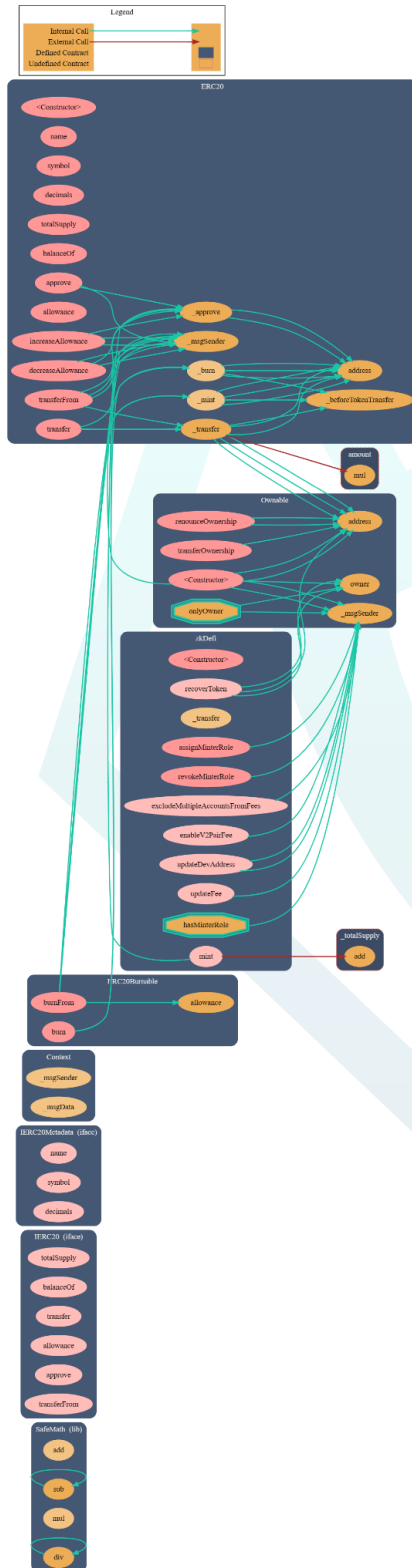 Legend
Internal Call
External Call
Defined Contract
Undefined Contract
ERC20
<Constructor>
name
symbol
decimals
totalSupply
balanceOf
approve
allowance
_approve
increaseAllowance
_msgSender
decreaseAllowance
_burn
address
transferFrom
_mint
_beforeTokenTransfer
transfer
_transfer
amount
mul
Ownable
renounceOwnership
address
transferOwnership
<Constructor>
owner
onlyOwner
_msgSender
zkDefi
<Constructor>
recoverToken
_transfer
assignMinterRole
revokeMinterRole
excludeMultipleAccountsFromFees
enableV2PairFee
updateDevAddress
updateFee
hasMinterRole
_totalSupply
mint
add
ERC20Burnable
burnFrom
allowance
burn
Context
_msgSender
_msgData
IERC20Metadata (iface)
name
symbol
decimals
IERC20 (iface)
totalSupply
balanceOf
transfer
allowance
approve
transferFrom
SafeMath (lib)
add
sub
mul
div